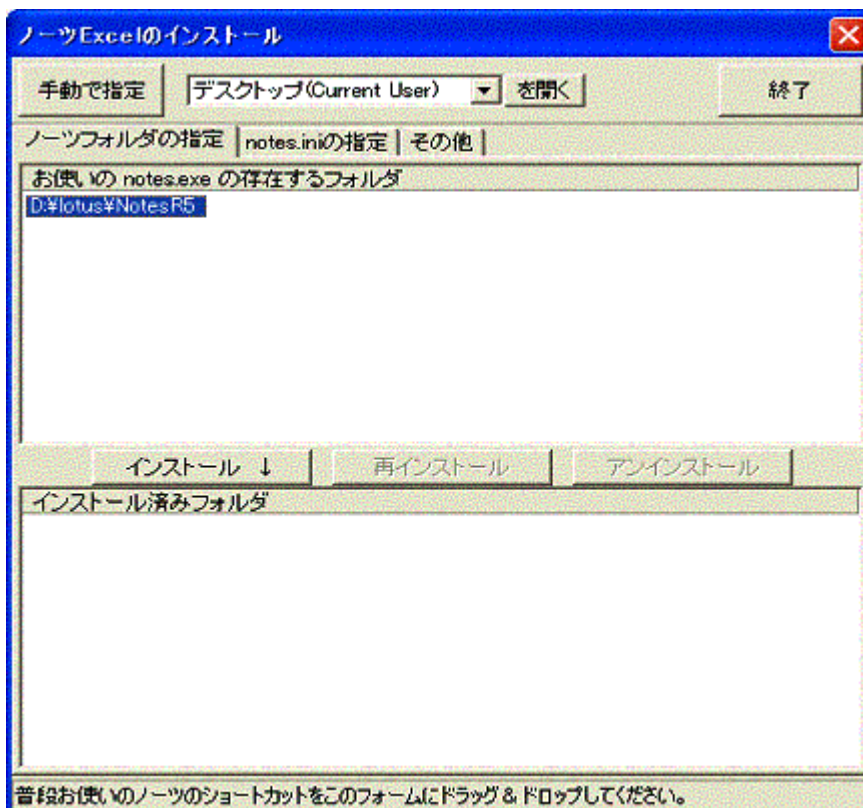 ノーツExcelのインストール
手動で指定 デスクトップ(Current User) を開く 終了
ノーツフォルダの指定 notes.iniの指定 その他
お使いの notes.exe の存在するフォルダ
D:¥lotus¥NotesR5
インストール ↓ 再インストール アンインストール
インストール済みフォルダ
普段お使いのノーツのショートカットをこのフォームにドラッグ & ドロップしてください。